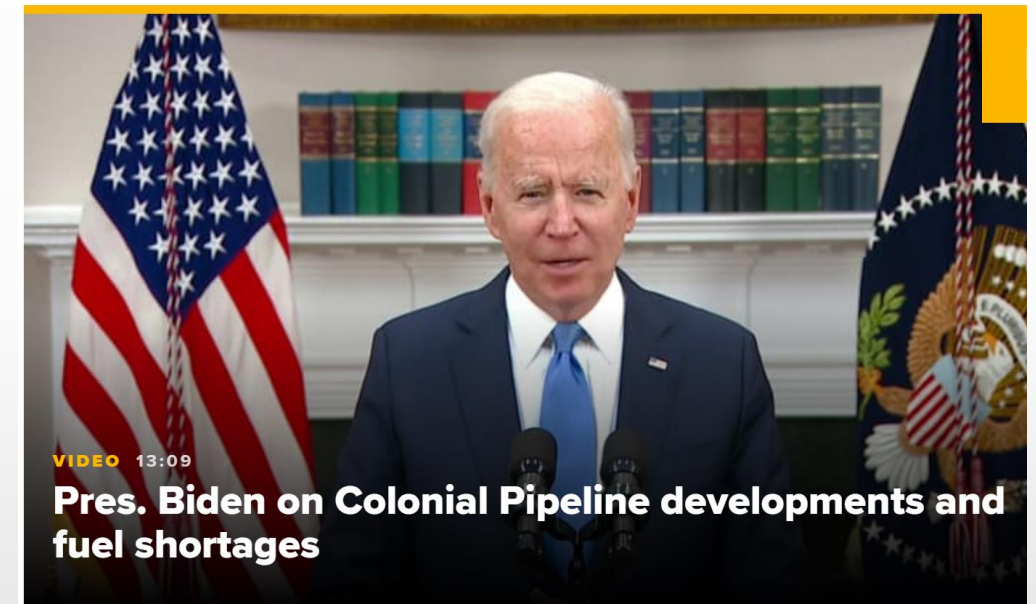 VIDEO 13:09
Pres. Biden on Colonial Pipeline developments and
fuel shortages